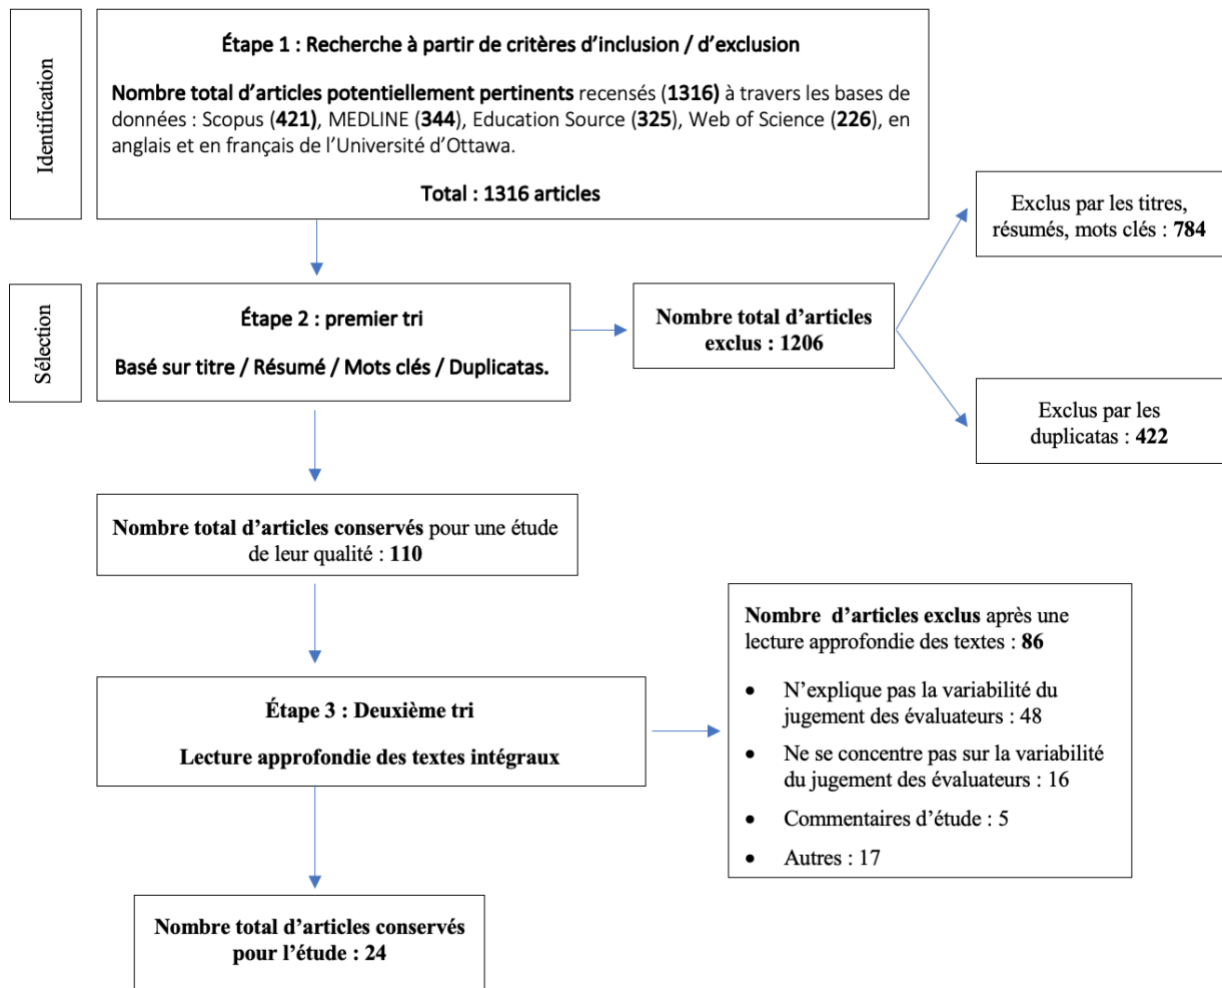 Identification
Étape 1 : Recherche à partir de critères d’inclusion / d’exclusion
Nombre total d’articles potentiellement pertinents recensés (1316) à travers les bases de
données : Scopus (421), MEDLINE (344), Education Source (325), Web of Science (226), en
anglais et en français de l’Université d’Ottawa.
Total : 1316 articles
Exclus par les titres,
résumés, mots clés : 784
Sélection
Étape 2 : premier tri
Basé sur titre / Résumé / Mots clés / Duplicatas.
Nombre total d’articles
exclus : 1206
Exclus par les
duplicatas : 422
Nombre total d’articles conservés pour une étude
de leur qualité : 110
Étape 3 : Deuxième tri
Lecture approfondie des textes intégraux
Nombre d’articles exclus après une
lecture approfondie des textes : 86
• N’explique pas la variabilité du
jugement des évaluateurs : 48
• Ne se concentre pas sur la variabilité
du jugement des évaluateurs : 16
• Commentaires d’étude : 5
• Autres : 17
Nombre total d’articles conservés
pour l’étude : 24